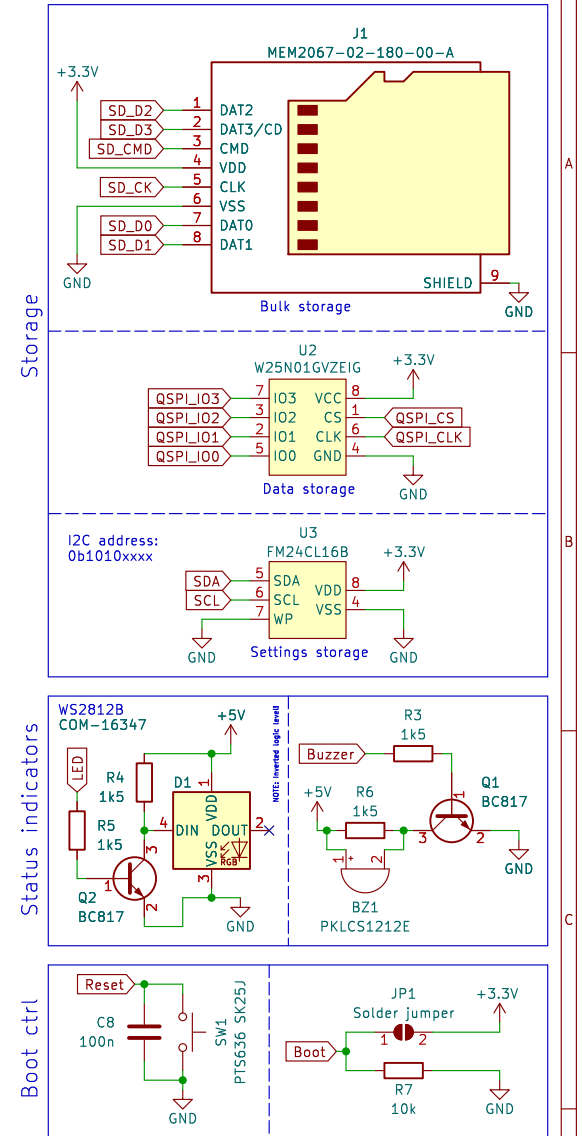 Storage
J1
MEM2067-02-180-00-A
+3.3V
SD_D2 1 DAT2
SD_D3 2 DAT3/CD
SD_CMD 3 CMD
4 VDD
SD_CK 5 CLK
6 VSS
SD_D0 7 DAT0
SD_D1 8 DAT1
GND
SHIELD 9
GND
Bulk storage
A
U2
W25N01GVZEIG
+3.3V
QSPI_IO3 7 IO3 VCC 8
QSPI_IO2 3 IO2 CS 1 QSPI_CS
QSPI_IO1 2 IO1 CLK 6 QSPI_CLK
QSPI_IO0 5 IO0 GND 4
GND
Data storage
I2C address:
0b1010xxxx
U3
FM24CL16B
+3.3V
B
SDA 5 SDA
VDD 8
SCL 6 SCL
VSS 4
7 WP
GND
GND
Settings storage
Status indicators
WS2812B
COM-16347
+5V
NOTE: Inverted logic level!
LED
R4
1k5
D1
1
VDD
R5
1k5
4 DIN DOUT 2
VSS
RGB
3
3
1
Q2
BC817
2
GND
R3
1k5
Buzzer
Q1
BC817
+5V
R6
1k5
1
3
2
1 +
2
GND
BZ1
PKLCS1212E
C
Boot ctrl
Reset
C8
100n
SW1
PTS636 SK25J
GND
JP1
Solder jumper
+3.3V
1 2
Boot
R7
10k
GND